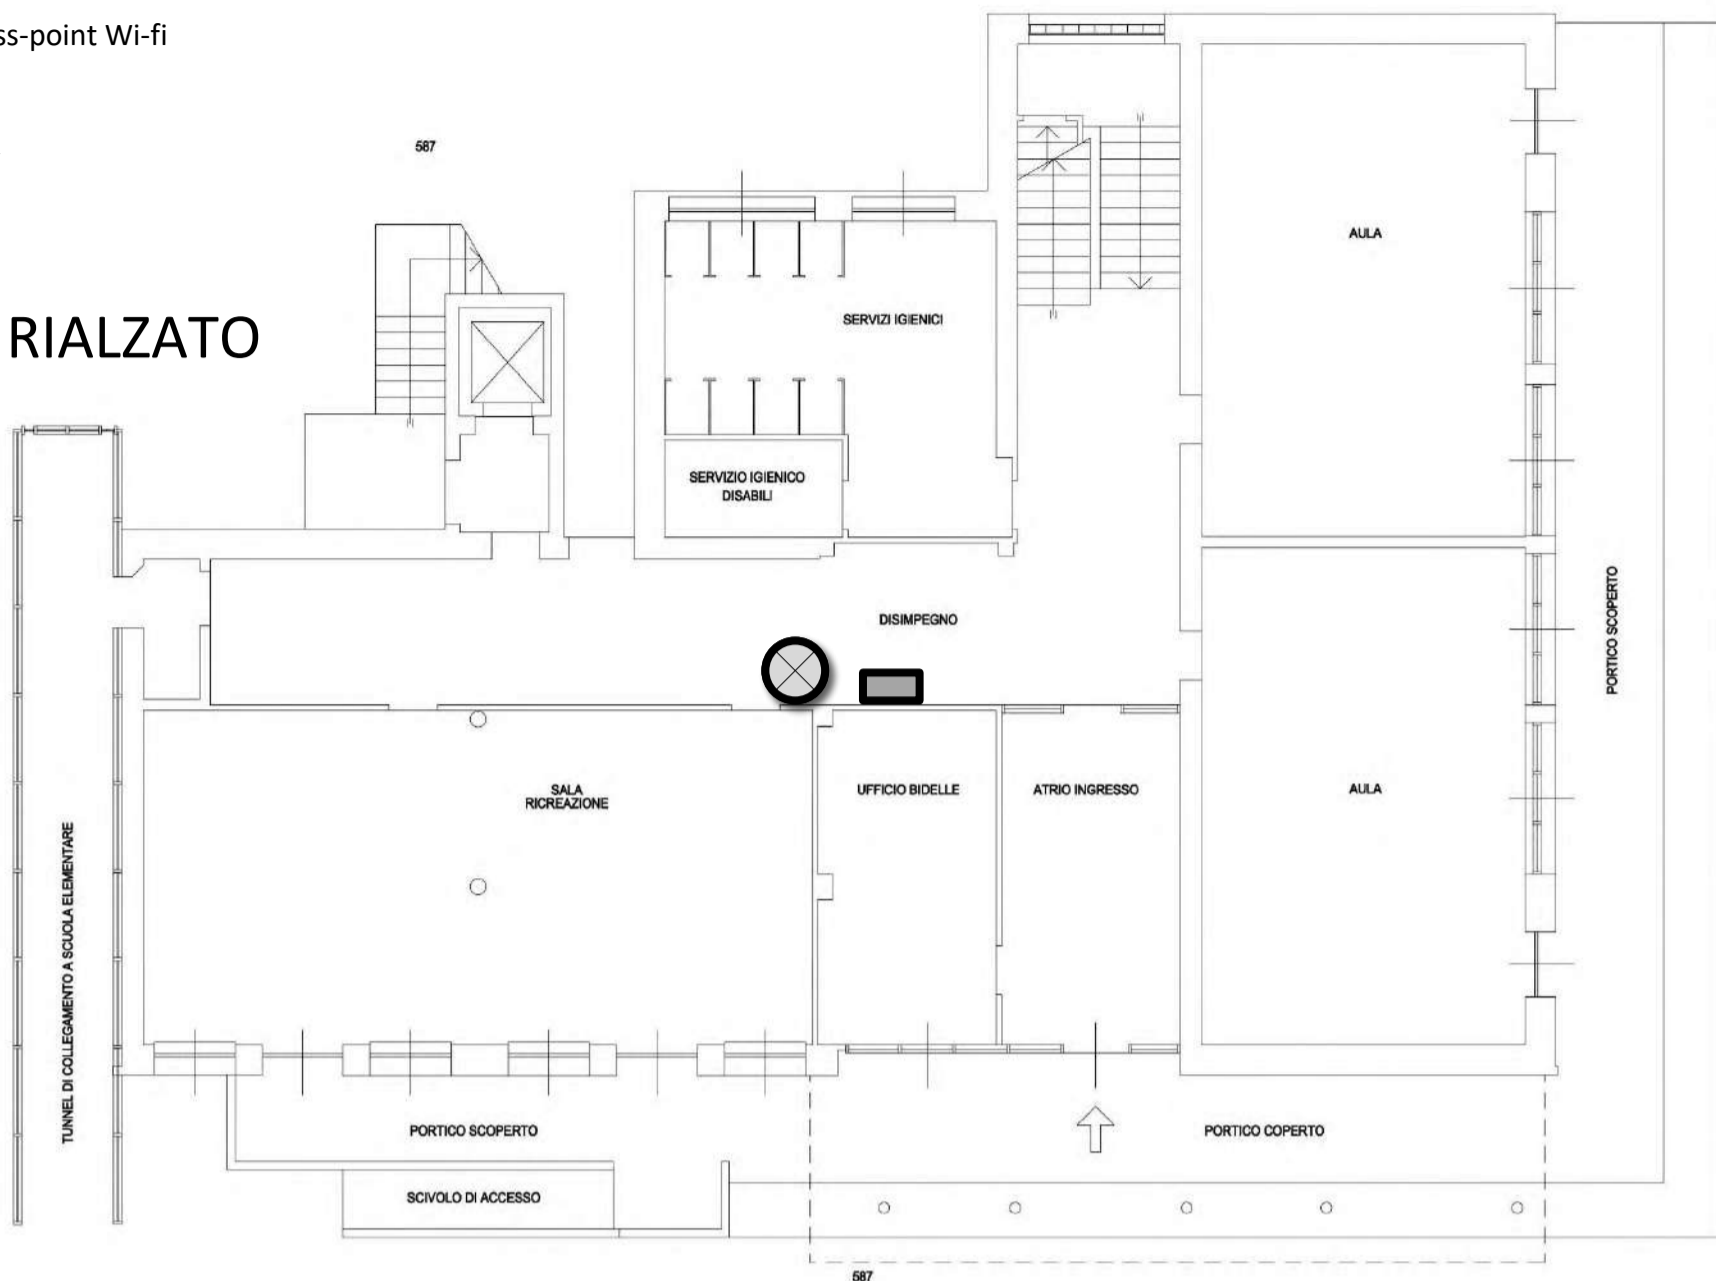 ss-point Wi-fi
587
RIALZATO
AULA
SERVIZI IGIENICI
SERVIZIO IGIENICO
DISABILI
DISIMPEGNO
PORTICO SCOPERTO
SALA
RICREAZIONE
UFFICIO BIDELLE
ATRIO INGRESSO
AULA
TUNNEL DI COLLEGAMENTO A SCUOLA ELEMENTARE
PORTICO SCOPERTO
PORTICO COPERTO
SCIVOLO DI ACCESSO
587